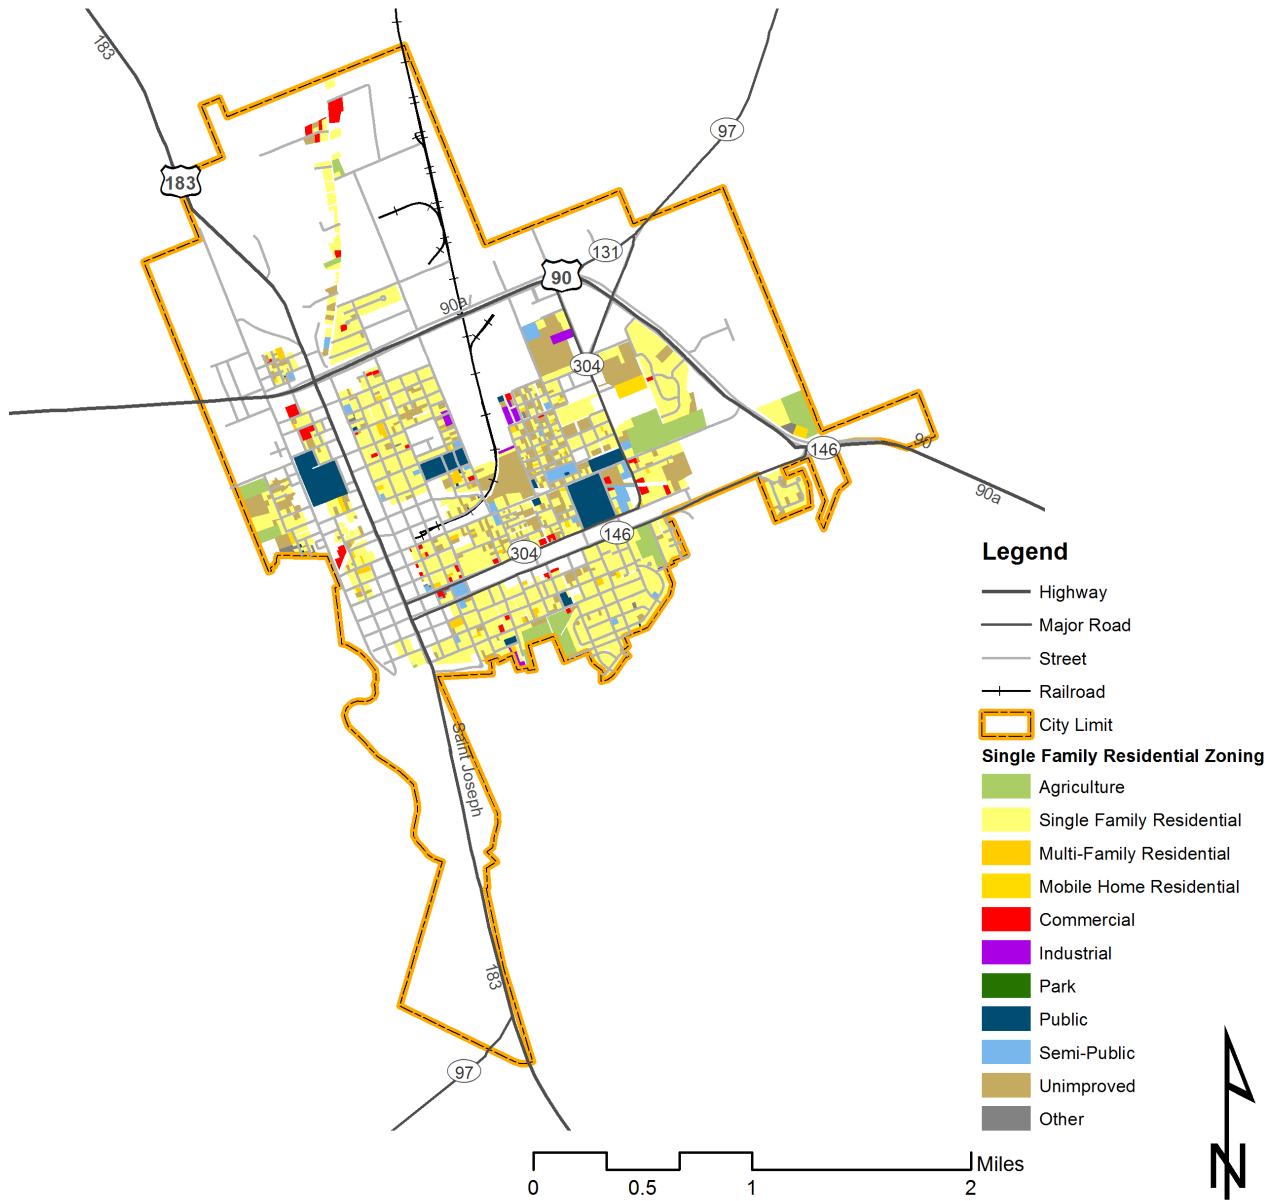 183
97
183
131
90
90a
304
146
90
90a
146
304
Saint Joseph
183
97
Legend
Highway
Major Road
Street
Railroad
City Limit
Single Family Residential Zoning
Agriculture
Single Family Residential
Multi-Family Residential
Mobile Home Residential
Commercial
Industrial
Park
Public
Semi-Public
Unimproved
Other
Miles
0 0.5 1 2
N